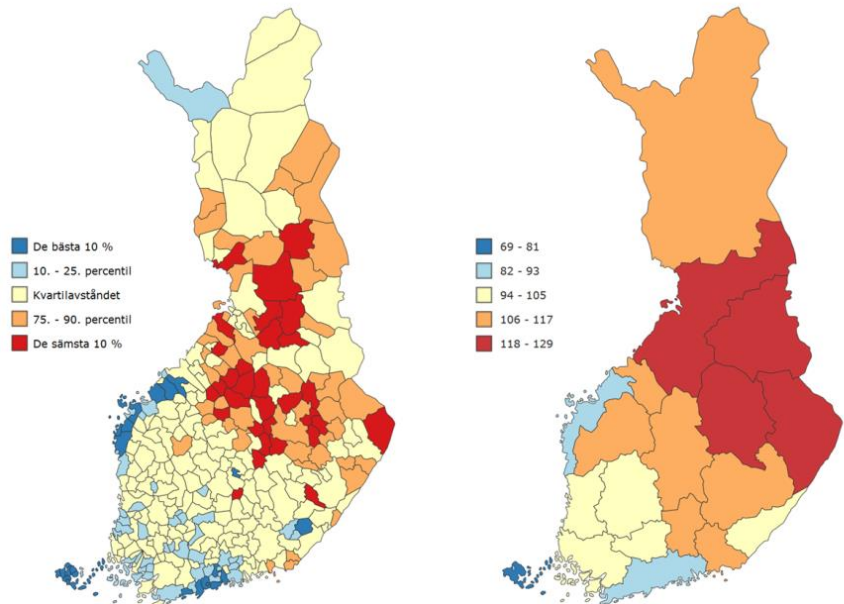 De bästa 10 %
10. - 25. percentil
Kvartilavståndet
75. - 90. percentil
De sämsta 10 %
69 - 81
82 - 93
94 - 105
106 - 117
118 - 129